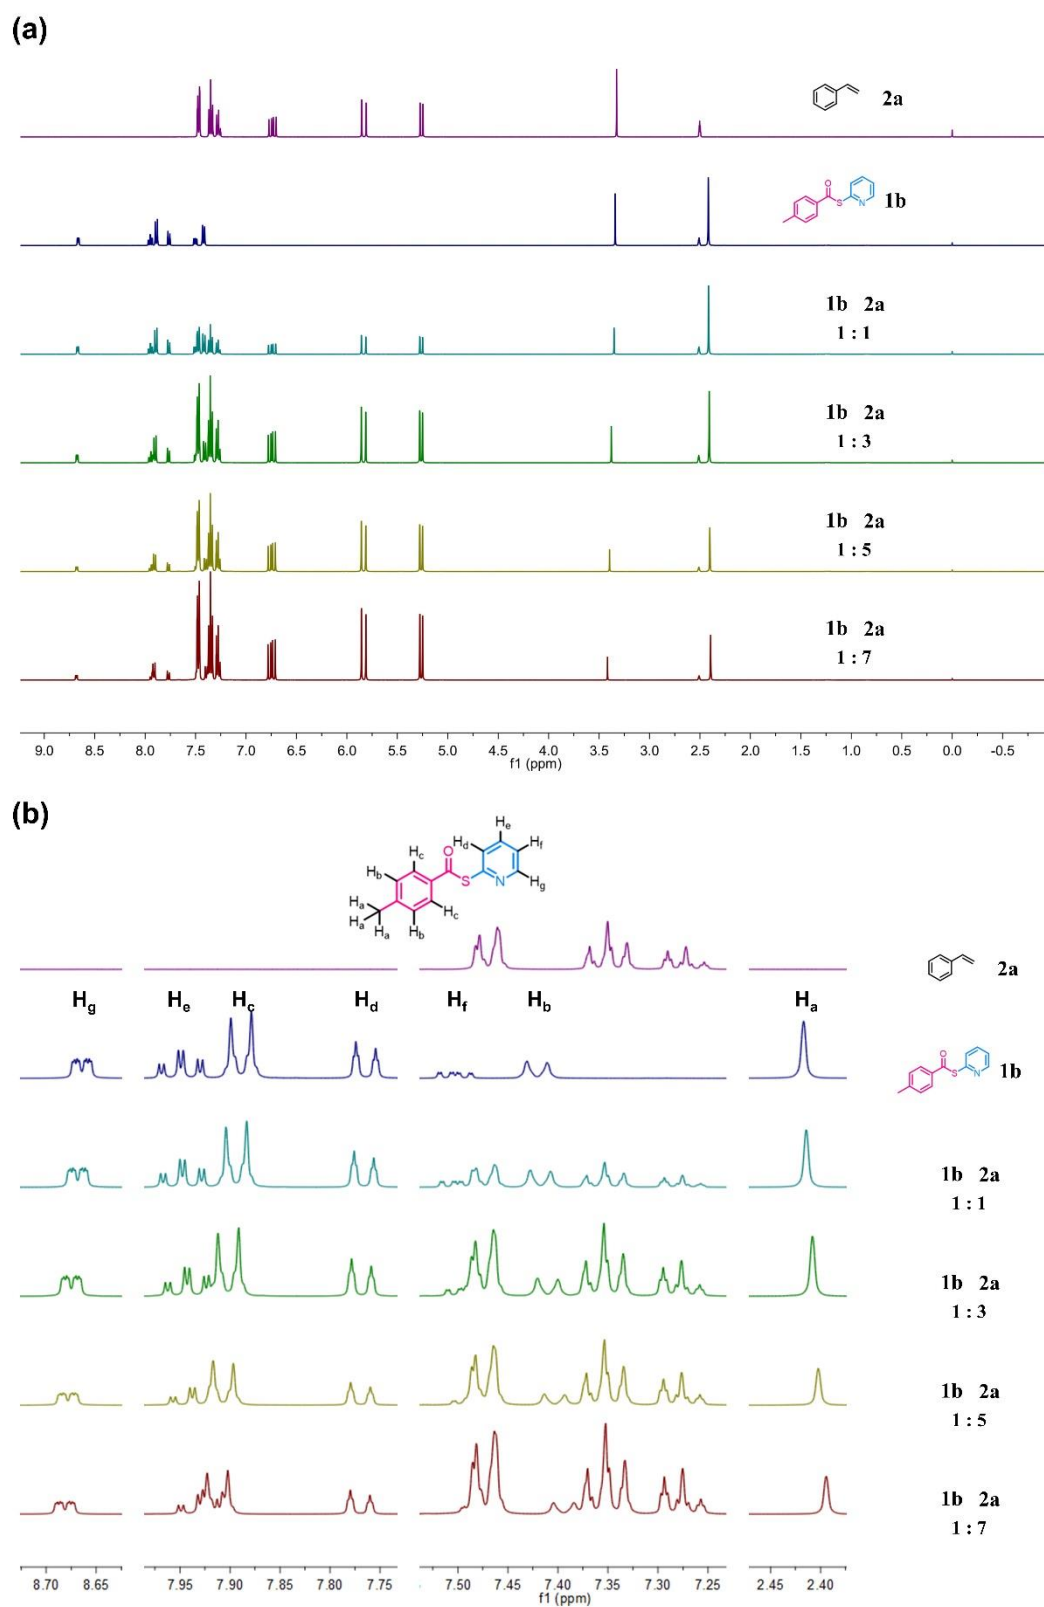 (a)
2a
O
S
N
1b
1b 2a
1 : 1
1b 2a
1 : 3
1b 2a
1 : 5
1b 2a
1 : 7
9.0 8.5 8.0 7.5 7.0 6.5 6.0 5.5 5.0 4.5 4.0 3.5 3.0 2.5 2.0 1.5 1.0 0.5 0.0 -0.5
f1 (ppm)
(b)
He
Hd Hf
O
Hc
Hb
S N Hg
Ha
Hc
Ha Ha Hb
2a
Hg He Hc Hd Hf Hb Ha
O
S
N
1b
1b 2a
1 : 1
1b 2a
1 : 3
1b 2a
1 : 5
1b 2a
1 : 7
8.70 8.65 7.95 7.90 7.85 7.80 7.75 7.50 7.45 7.40 7.35 7.30 7.25 2.45 2.40
f1 (ppm)